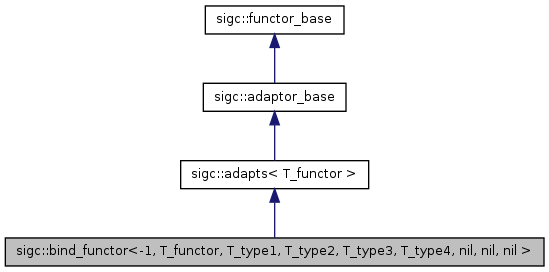 sigc::functor_base
sigc::adaptor_base
sigc::adapts< T_functor >
sigc::bind_functor<-1, T_functor, T_type1, T_type2, T_type3, T_type4, nil, nil, nil >